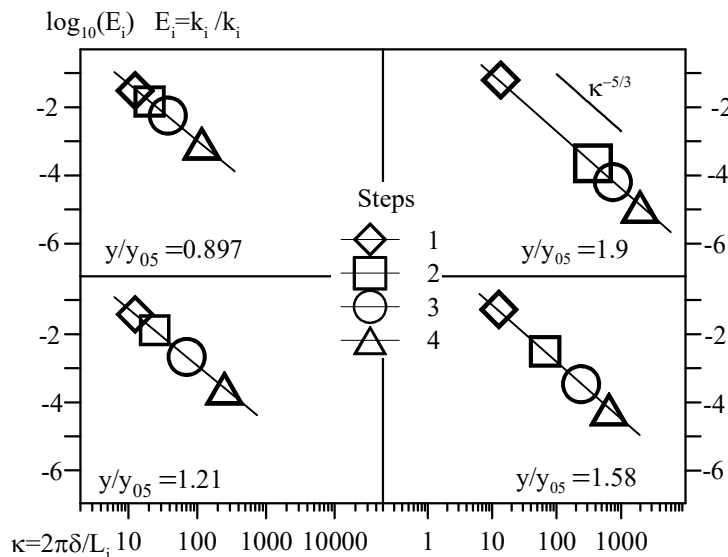 log₁₀(Eᵢ) Eᵢ=kᵢ /kᵢ
-2
-4
-6
y/y₀₅ =0.897
κ⁻⁵/³
-2
-4
-6
y/y₀₅ =1.9
Steps
1
2
3
4
-2
-4
-6
y/y₀₅ =1.21
-2
-4
-6
y/y₀₅ =1.58
κ=2πδ/Lᵢ 10 100 1000 10000 1 10 100 1000